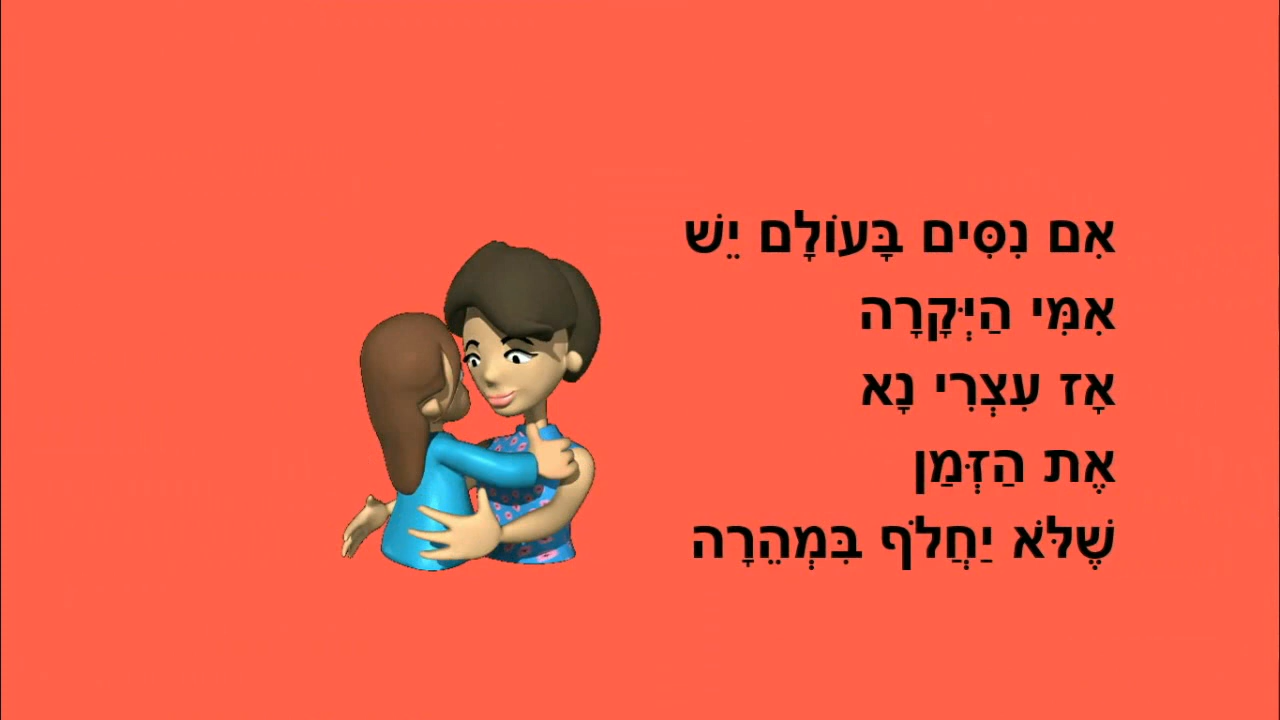 אִם נִסִּים בָּעוֹלָם יֵשׁ
אִמִּי הַיְּקָרָה
אָז עִצְרִי נָא
אֶת הַזְּמַן
שֶׁלֹּא יַחֲלֹף בִּמְהֵרָה